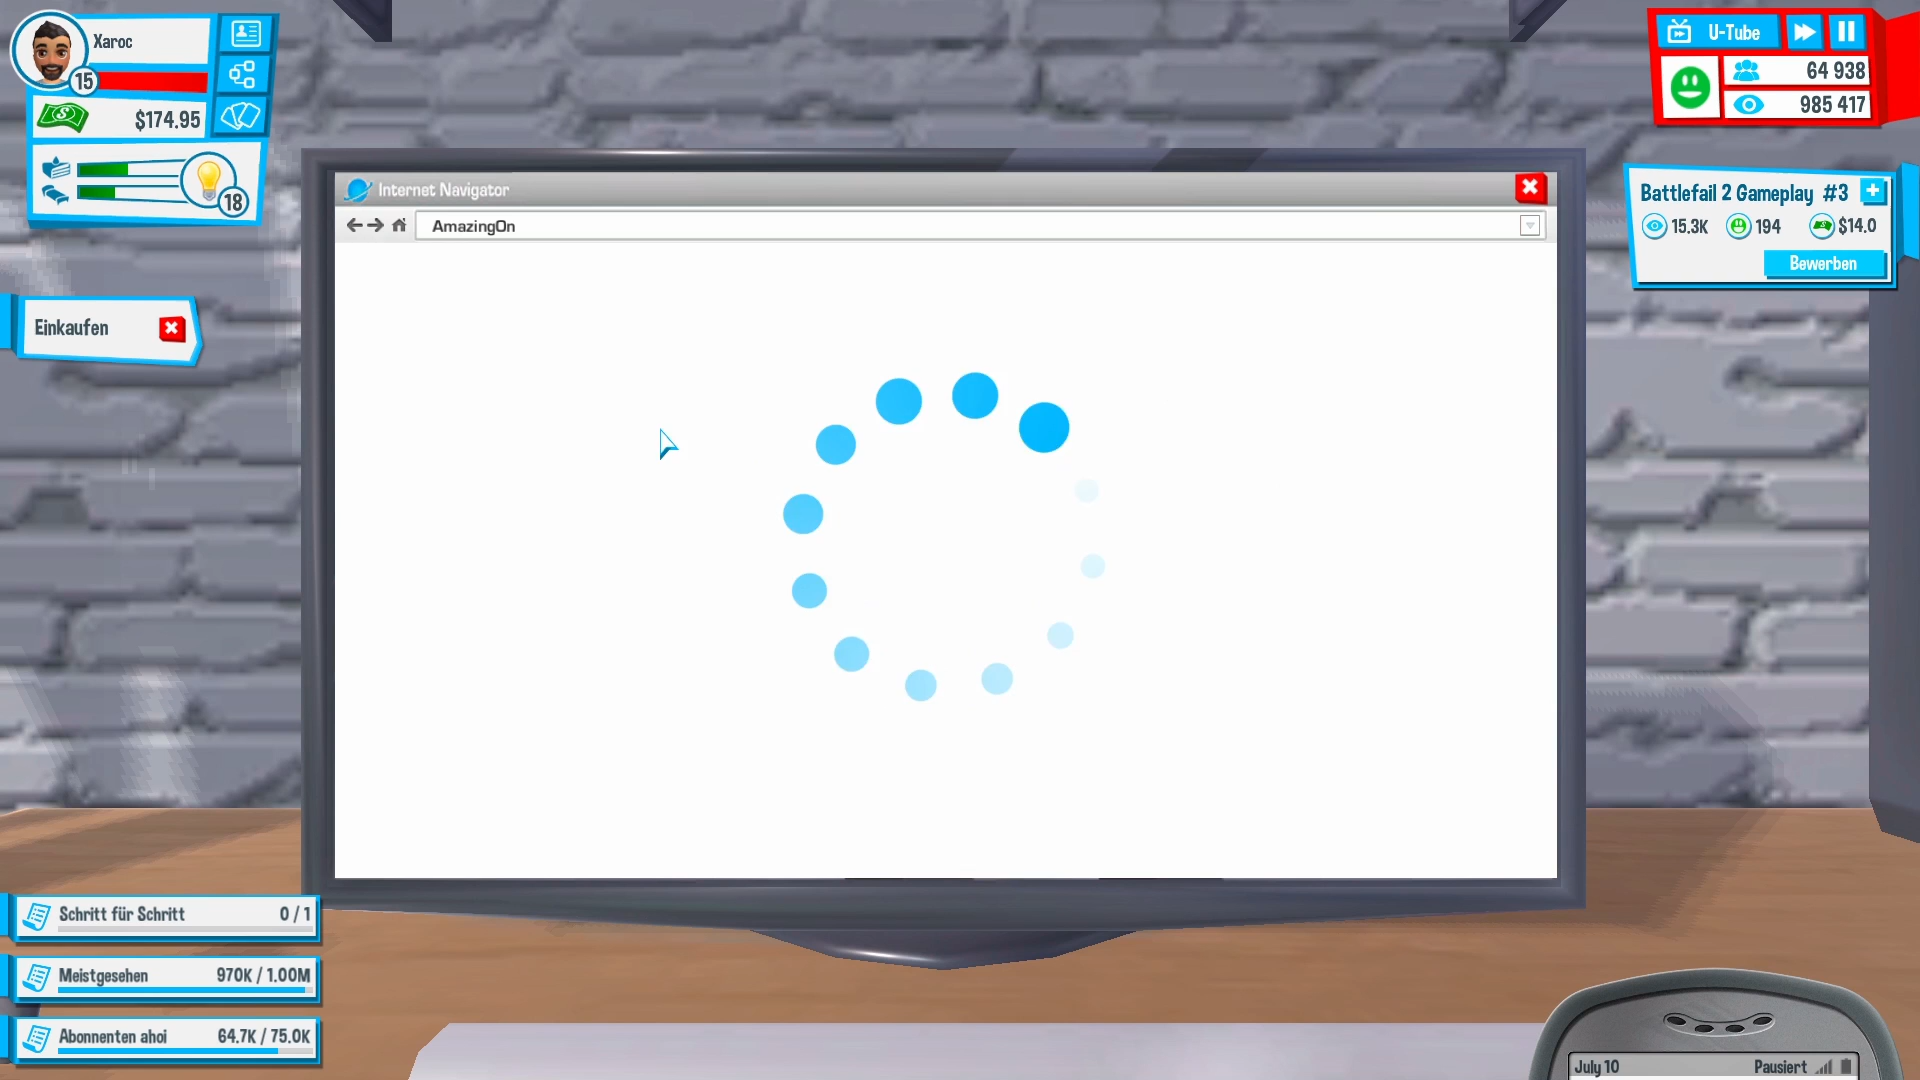 Xaroc
15
$174.95
18
U-Tube
64 938
985 417
Internet Navigator
AmazingOn
Battlefail 2 Gameplay #3
15.3K 194 $14.0
Bewerben
Einkaufen
Schritt für Schritt 0 / 1
Meistgesehen 970K / 1.00M
Abonnenten ahoi 64.7K / 75.0K
July 10 Pausiert